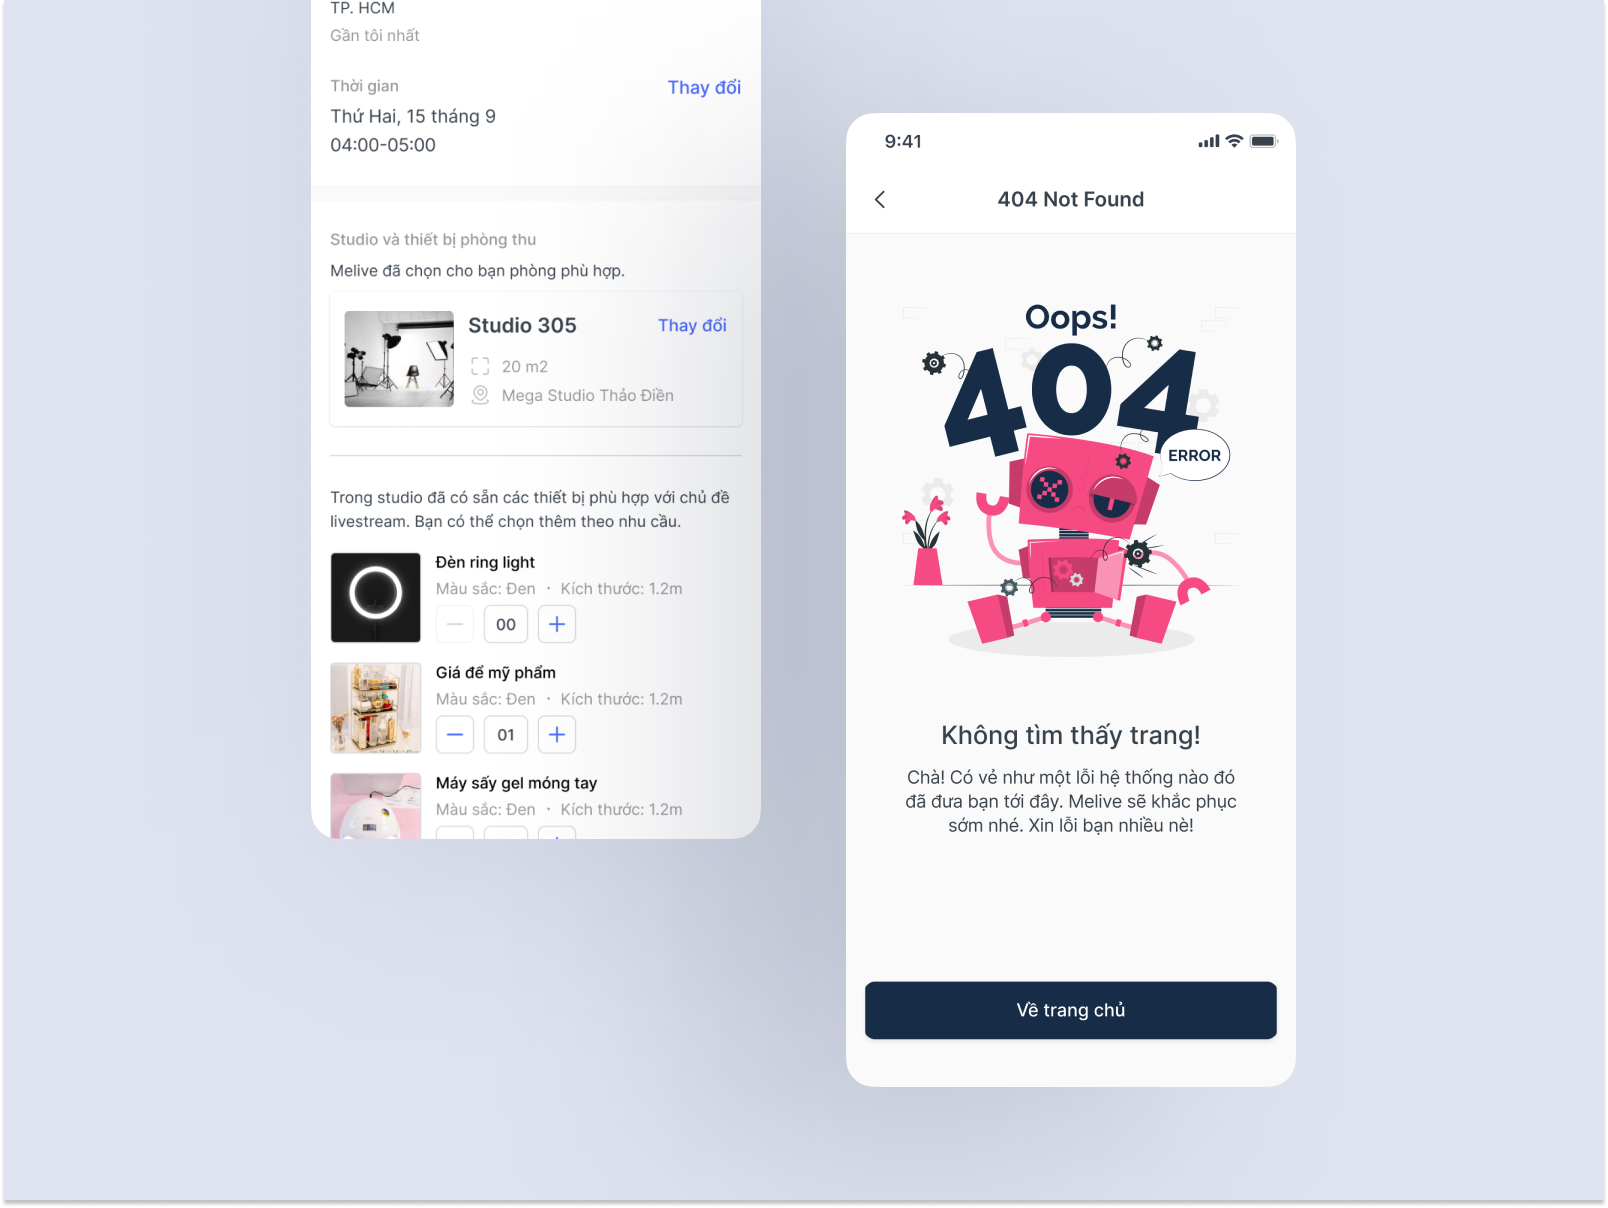 TP. HCM
Gần tôi nhất
Thời gian
Thay đổi
Thứ Hai, 15 tháng 9
04:00-05:00
Studio và thiết bị phòng thu
Melive đã chọn cho bạn phòng phù hợp.
Studio 305
Thay đổi
20 m2
Mega Studio Thảo Điền
Trong studio đã có sẵn các thiết bị phù hợp với chủ đề
livestream. Bạn có thể chọn thêm theo nhu cầu.
Đèn ring light
Màu sắc: Đen · Kích thước: 1.2m
00
Giá để mỹ phẩm
Màu sắc: Đen · Kích thước: 1.2m
01
Máy sấy gel móng tay
Màu sắc: Đen · Kích thước: 1.2m
9:41
404 Not Found
Oops!
404
ERROR
Không tìm thấy trang!
Chà! Có vẻ như một lỗi hệ thống nào đó
đã đưa bạn tới đây. Melive sẽ khắc phục
sớm nhé. Xin lỗi bạn nhiều nè!
Về trang chủ